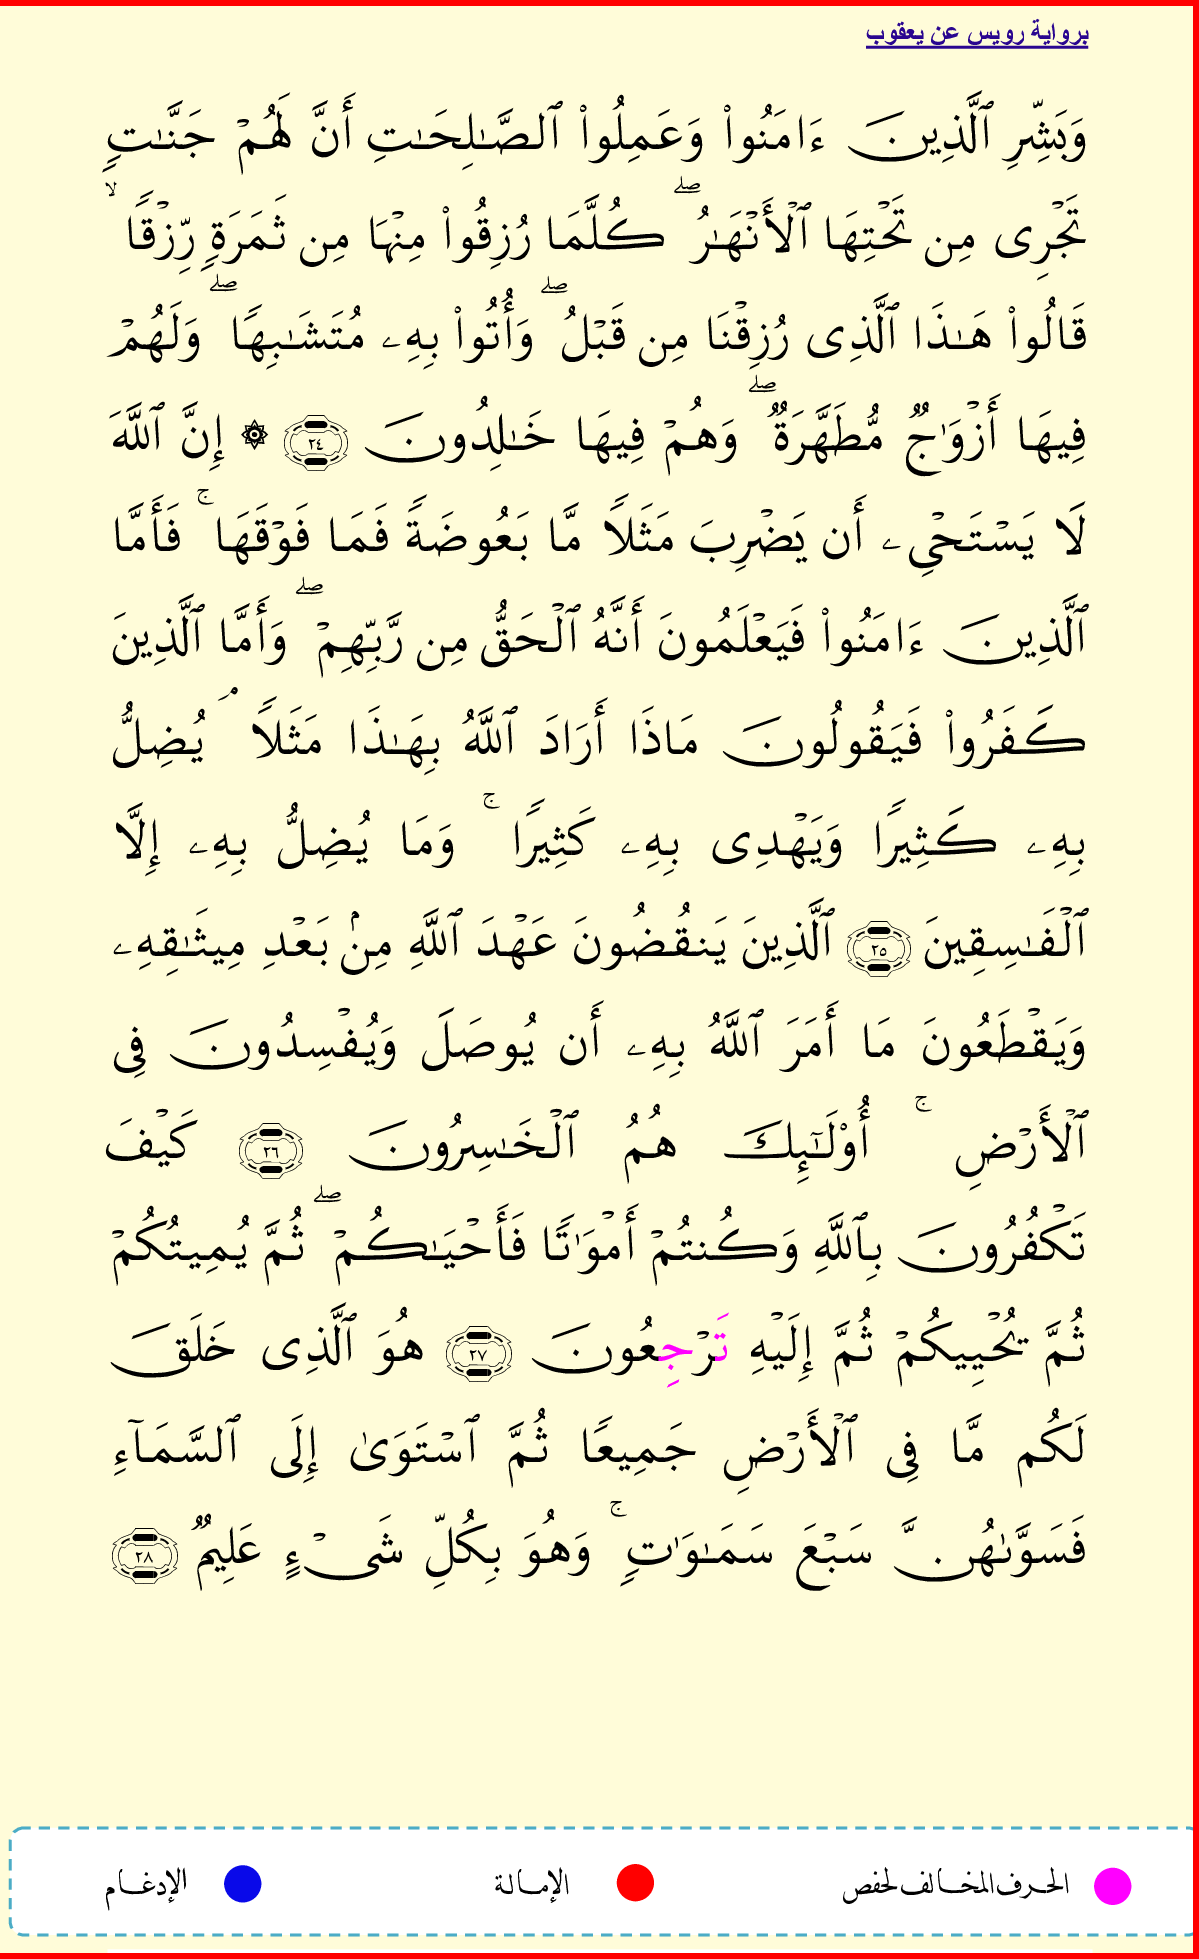 برواية رويس عن يعقوب
وَبَشِّرِ ٱلَّذِينَ ءَامَنُوا۟ وَعَمِلُوا۟ ٱلصَّـٰلِحَـٰتِ أَنَّ لَهُمْ جَنَّـٰتٍ
تَجْرِى مِن تَحْتِهَا ٱلْأَنْهَـٰرُ ۖ كُلَّمَا رُزِقُوا۟ مِنْهَا مِن ثَمَرَةٍ رِّزْقًا ۙ
قَالُوا۟ هَـٰذَا ٱلَّذِى رُزِقْنَا مِن قَبْلُ ۖ وَأُتُوا۟ بِهِۦ مُتَشَـٰبِهًا ۖ وَلَهُمْ
فِيهَا أَزْوَٰجٌ مُّطَهَّرَةٌ ۖ وَهُمْ فِيهَا خَـٰلِدُونَ ٢٤ ۞ إِنَّ ٱللَّهَ
لَا يَسْتَحْىِۦ أَن يَضْرِبَ مَثَلًا مَّا بَعُوضَةً فَمَا فَوْقَهَا ۚ فَأَمَّا
ٱلَّذِينَ ءَامَنُوا۟ فَيَعْلَمُونَ أَنَّهُ ٱلْحَقُّ مِن رَّبِّهِمْ ۖ وَأَمَّا ٱلَّذِينَ
كَفَرُوا۟ فَيَقُولُونَ مَاذَا أَرَادَ ٱللَّهُ بِهَـٰذَا مَثَلًا ۘ يُضِلُّ
بِهِۦ كَثِيرًا وَيَهْدِى بِهِۦ كَثِيرًا ۚ وَمَا يُضِلُّ بِهِۦ إِلَّا
ٱلْفَـٰسِقِينَ ٢٥ ٱلَّذِينَ يَنقُضُونَ عَهْدَ ٱللَّهِ مِنۢ بَعْدِ مِيثَـٰقِهِۦ
وَيَقْطَعُونَ مَا أَمَرَ ٱللَّهُ بِهِۦ أَن يُوصَلَ وَيُفْسِدُونَ فِى
ٱلْأَرْضِ ۚ أُو۟لَـٰٓئِكَ هُمُ ٱلْخَـٰسِرُونَ ٢٦ كَيْفَ
تَكْفُرُونَ بِٱللَّهِ وَكُنتُمْ أَمْوَٰتًا فَأَحْيَـٰكُمْ ۖ ثُمَّ يُمِيتُكُمْ
ثُمَّ يُحْيِيكُمْ ثُمَّ إِلَيْهِ تَرْجِعُونَ ٢٧ هُوَ ٱلَّذِى خَلَقَ
لَكُم مَّا فِى ٱلْأَرْضِ جَمِيعًا ثُمَّ ٱسْتَوَىٰ إِلَى ٱلسَّمَآءِ
فَسَوَّىٰهُنَّ سَبْعَ سَمَـٰوَٰتٍ ۚ وَهُوَ بِكُلِّ شَىْءٍ عَلِيمٌ ٢٨
الحرف المخالف لحفص الإمالة الإدغام